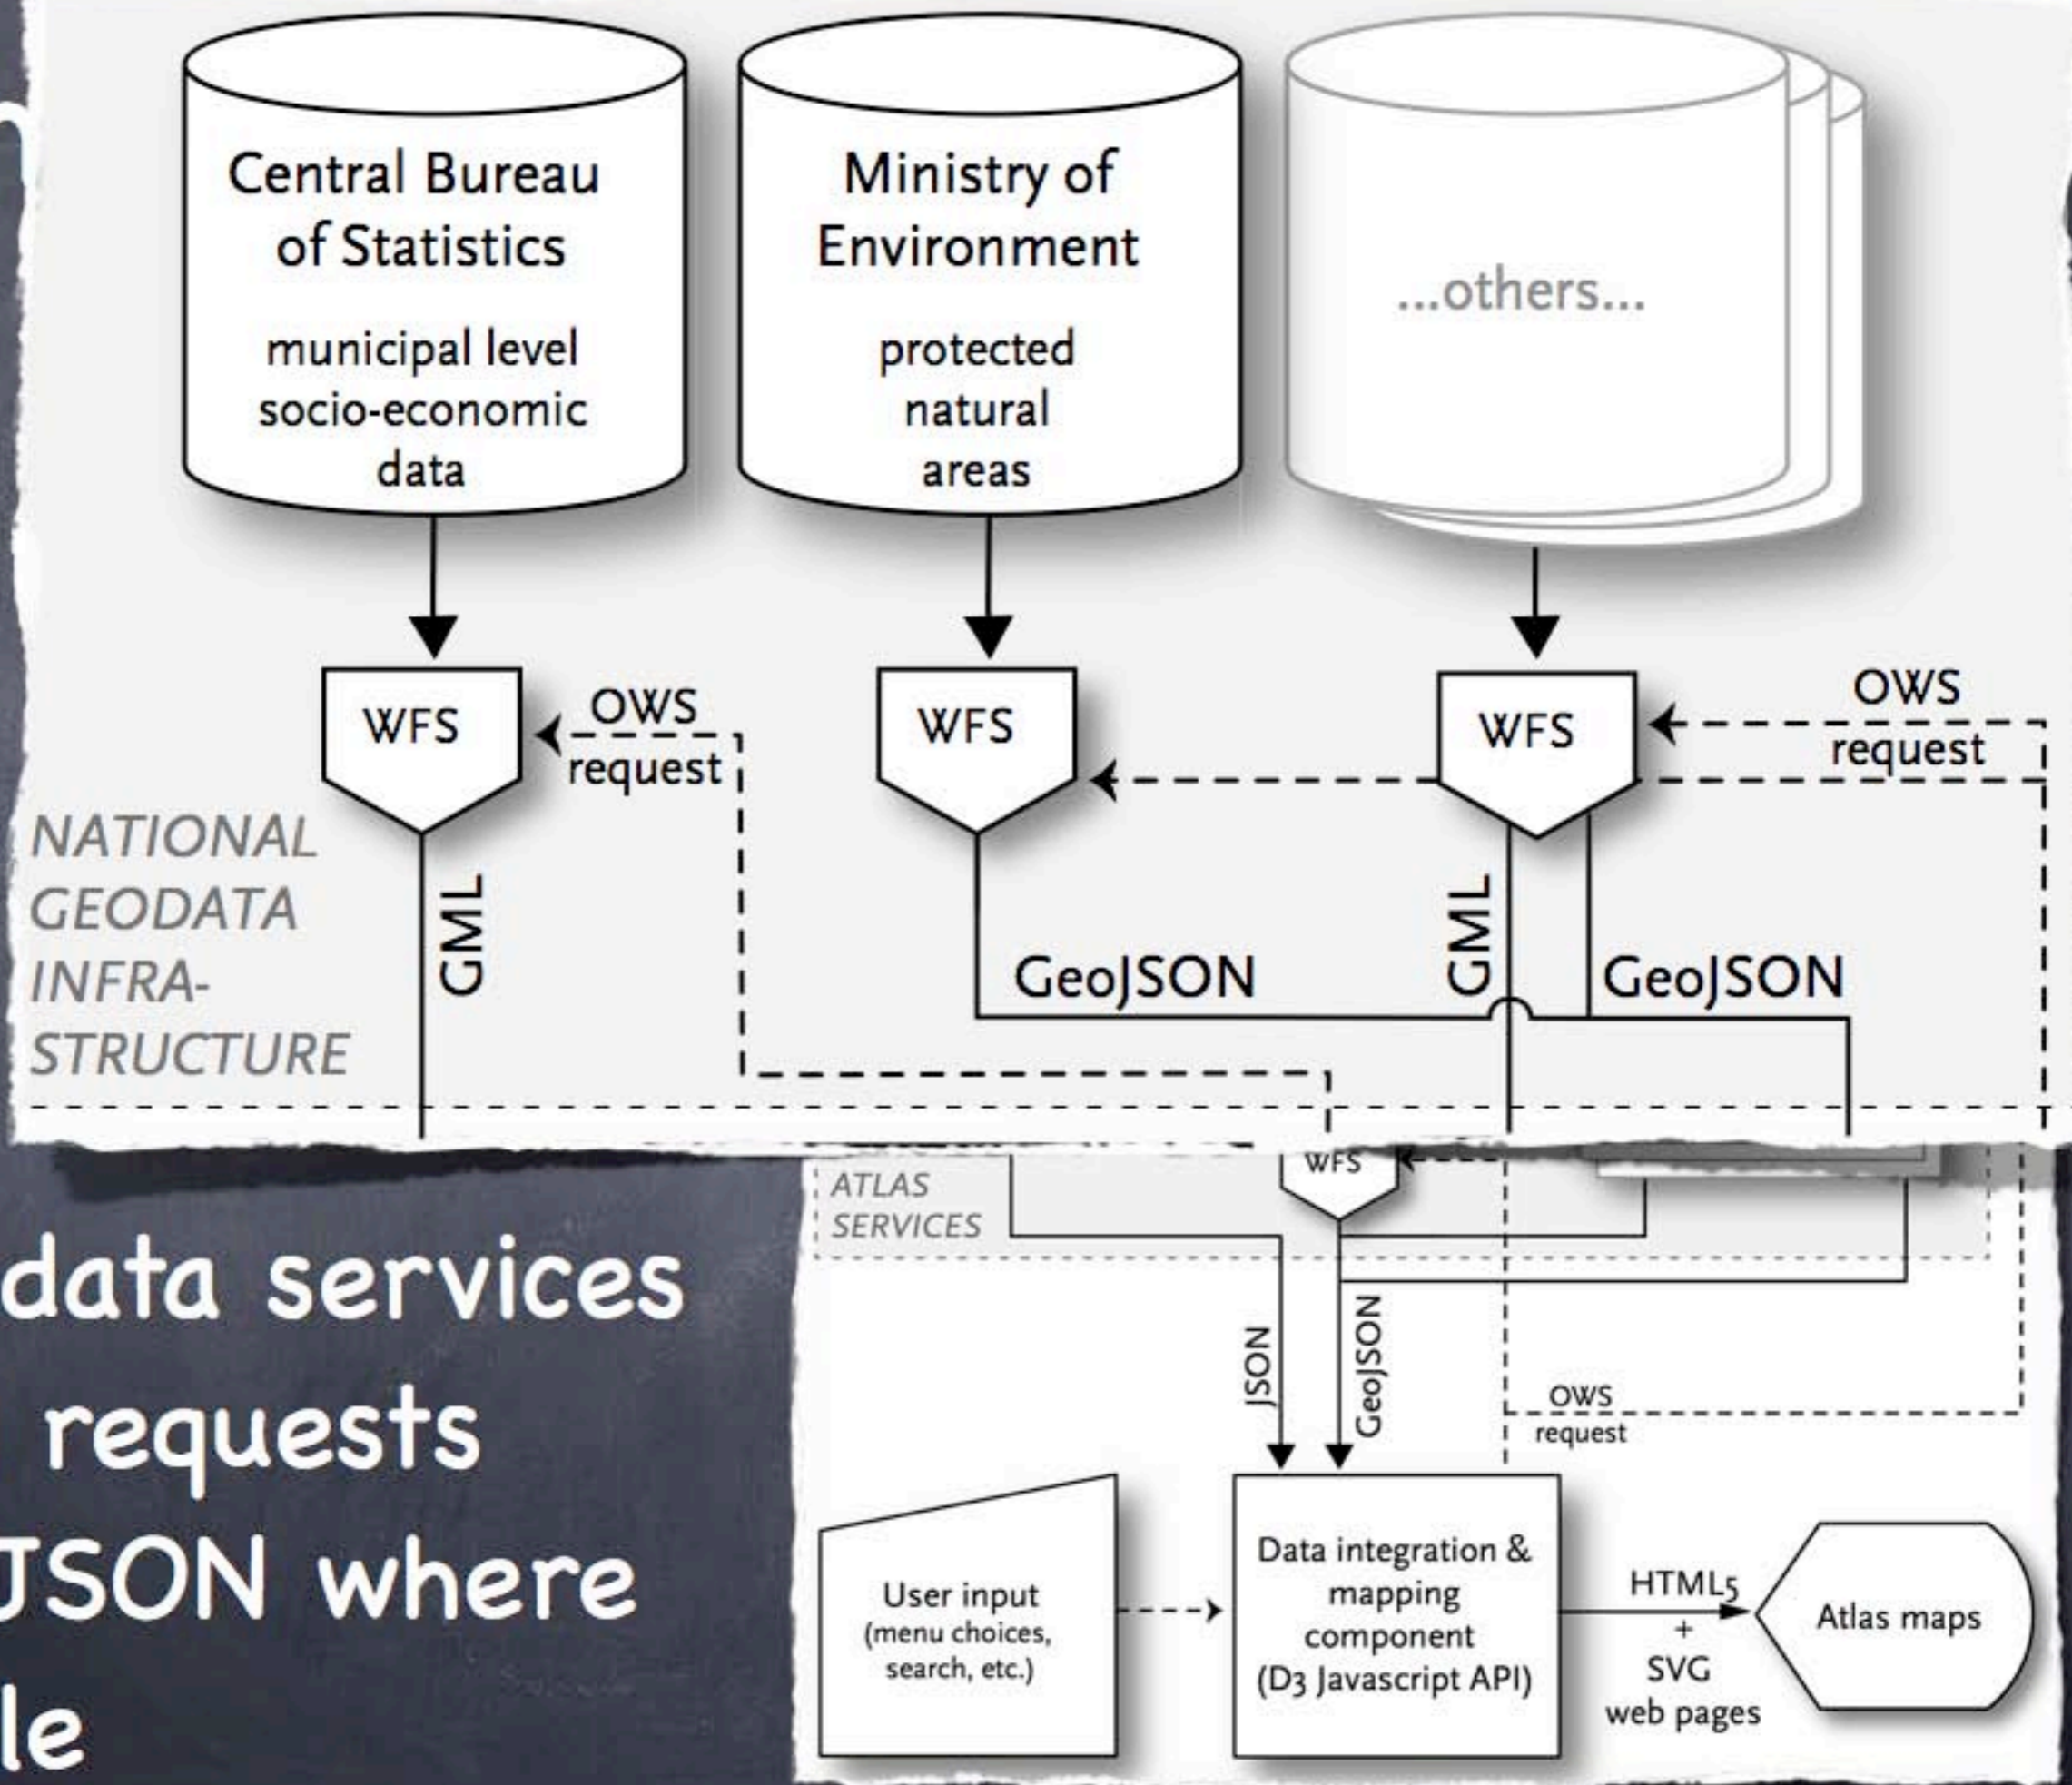 Central Bureau
of Statistics
municipal level
socio-economic
data
Ministry of
Environment
protected
natural
areas
...others...
WFS
OWS
request
WFS
WFS
OWS
request
NATIONAL
GEODATA
INFRA-
STRUCTURE
GML
GeoJSON
GML
GeoJSON
WFS
ATLAS
SERVICES
data services
requests
JSON where
JSON
GeoJSON
OWS
request
User input
(menu choices,
search, etc.)
Data integration &
mapping
component
(D3 Javascript API)
HTML5
+
SVG
web pages
Atlas maps